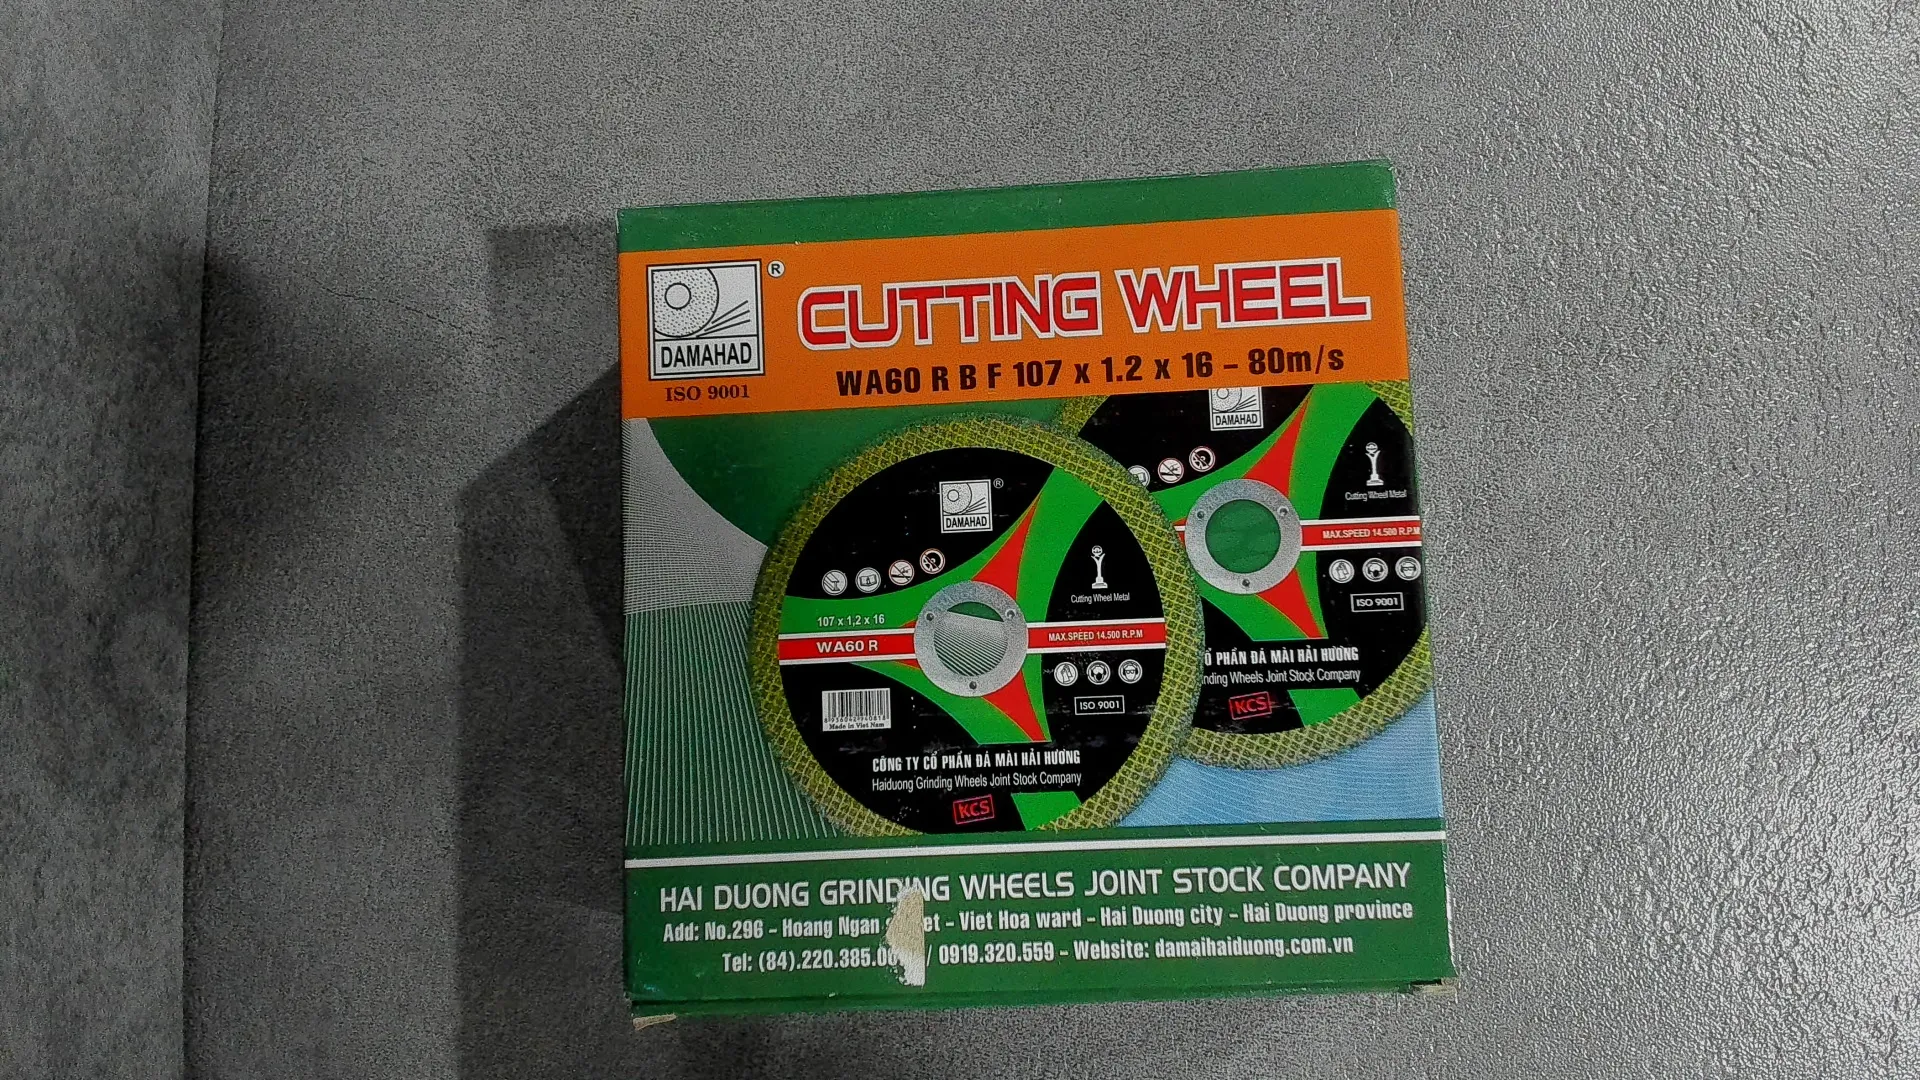 DAMAHAD
®
ISO 9001
CUTTING WHEEL
WA60 R B F 107 x 1.2 x 16 - 80m/s
DAMAHAD
®
107 x 1,2 x 16
WA60 R
MAX.SPEED 14.500 R.P.M
Cutting Wheel Metal
ISO 9001
Made in Viet Nam
CÔNG TY CỔ PHẦN ĐÁ MÀI HẢI HƯƠNG
Haiduong Grinding Wheels Joint Stock Company
KCS
DAMAHAD
Cutting Wheel Metal
MAX.SPEED 14.500 R.P.M
ISO 9001
PHẦN ĐÁ MÀI HẢI HƯƠNG
Wheels Joint Stock Company
KCS
HAI DUONG GRINDING WHEELS JOINT STOCK COMPANY
Add: No.296 - Hoang Ngan - Viet Hoa ward - Hai Duong city - Hai Duong province
Tel: (84).220.385. / 0919.320.559 - Website: damaihaiduong.com.vn